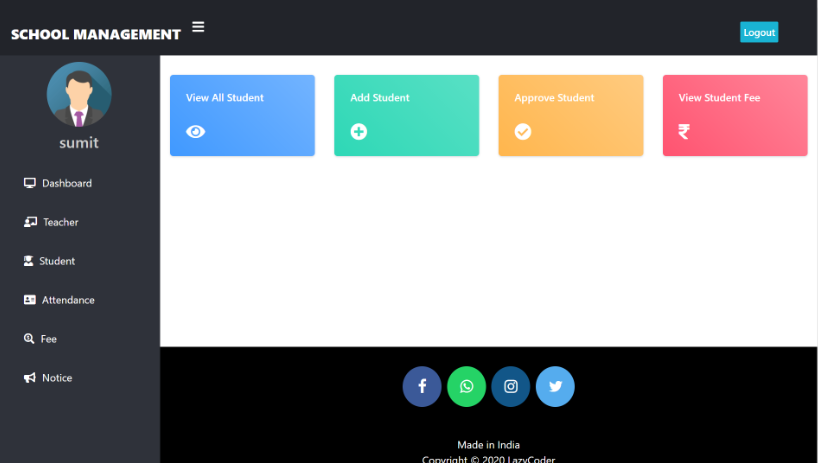 SCHOOL MANAGEMENT
Logout
sumit
Dashboard
Teacher
Student
Attendance
Fee
Notice
View All Student
Add Student
Approve Student
View Student Fee
₹
Made in India
Copyright © 2020 LazyCoder